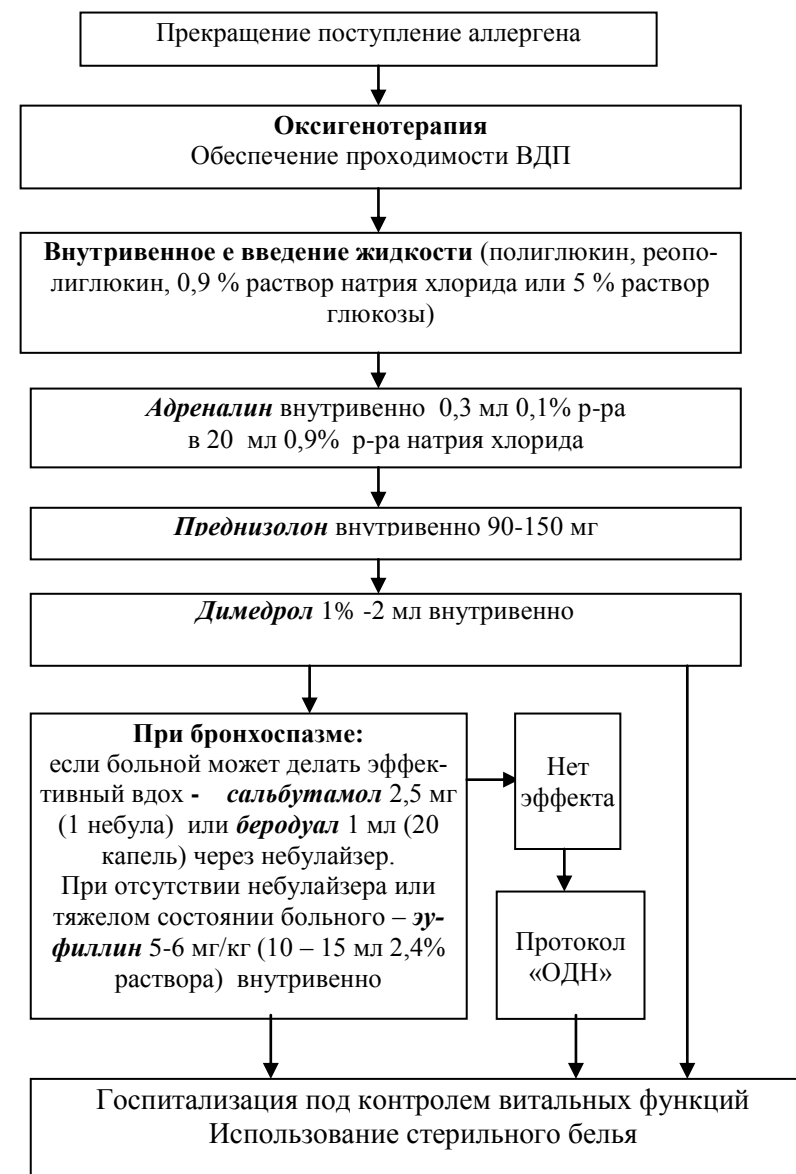 Прекращение поступление аллергена
Оксигенотерапия
Обеспечение проходимости ВДП
Внутривенное е введение жидкости (полиглюкин, реопо-
лиглюкин, 0,9 % раствор натрия хлорида или 5 % раствор
глюкозы)
Адреналин внутривенно 0,3 мл 0,1% р-ра
в 20 мл 0,9% р-ра натрия хлорида
Преднизолон внутривенно 90-150 мг
Димедрол 1% -2 мл внутривенно
При бронхоспазме:
если больной может делать эффек-
тивный вдох - сальбутамол 2,5 мг
(1 небула) или беродуал 1 мл (20
капель) через небулайзер.
При отсутствии небулайзера или
тяжелом состоянии больного – эу-
филлин 5-6 мг/кг (10 – 15 мл 2,4%
раствора) внутривенно
Нет
эффекта
Протокол
«ОДН»
Госпитализация под контролем витальных функций
Использование стерильного белья